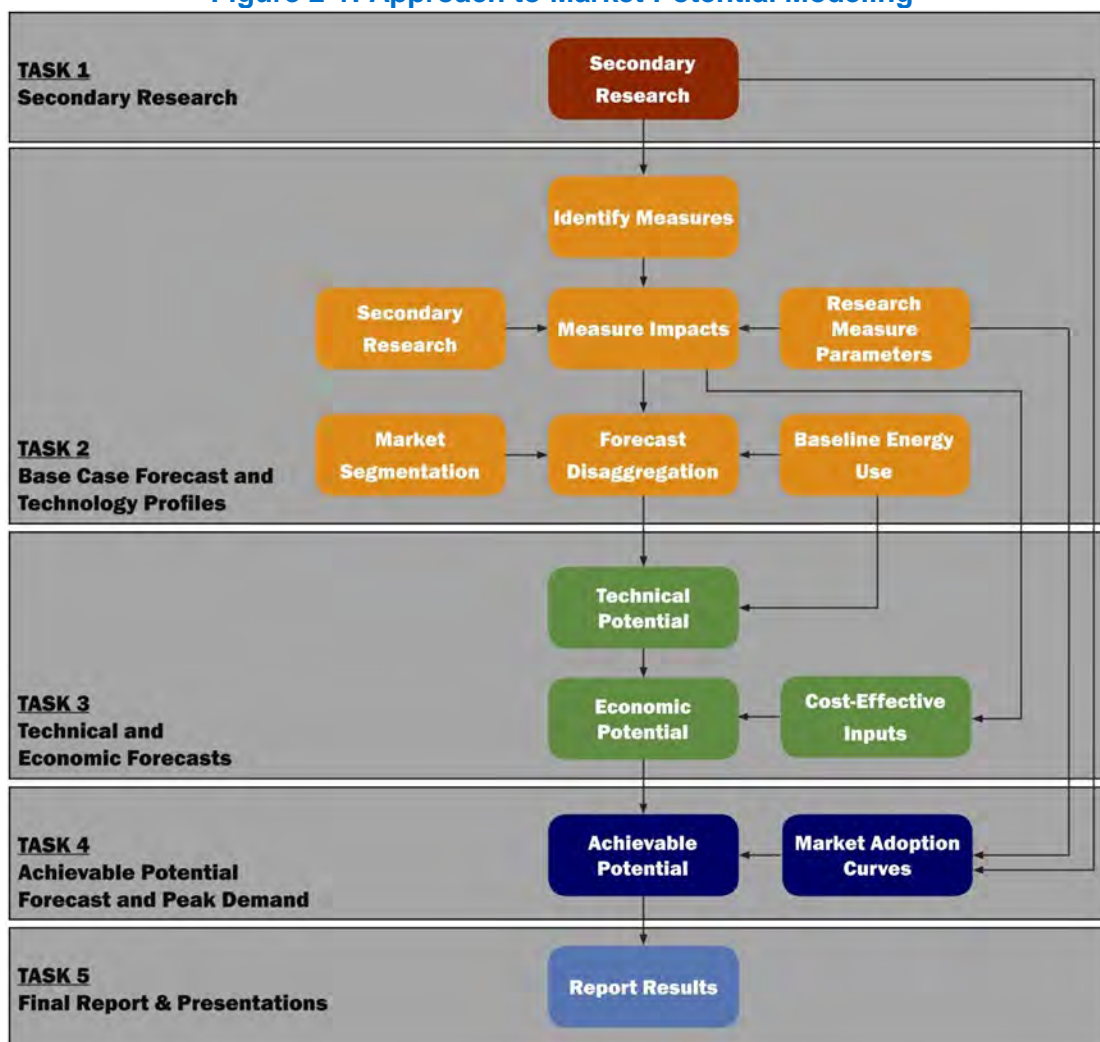 Figure 2-1. Approach to Market Potential Modeling
TASK 1
Secondary Research
Secondary
Research
Identify Measures
Secondary
Research
Measure Impacts
Research
Measure
Parameters
Market
Segmentation
Forecast
Disaggregation
Baseline Energy
Use
TASK 2
Base Case Forecast and
Technology Profiles
Technical
Potential
TASK 3
Technical and
Economic Forecasts
Economic
Potential
Cost-Effective
Inputs
TASK 4
Achievable Potential
Forecast and Peak Demand
Achievable
Potential
Market Adoption
Curves
TASK 5
Final Report & Presentations
Report Results